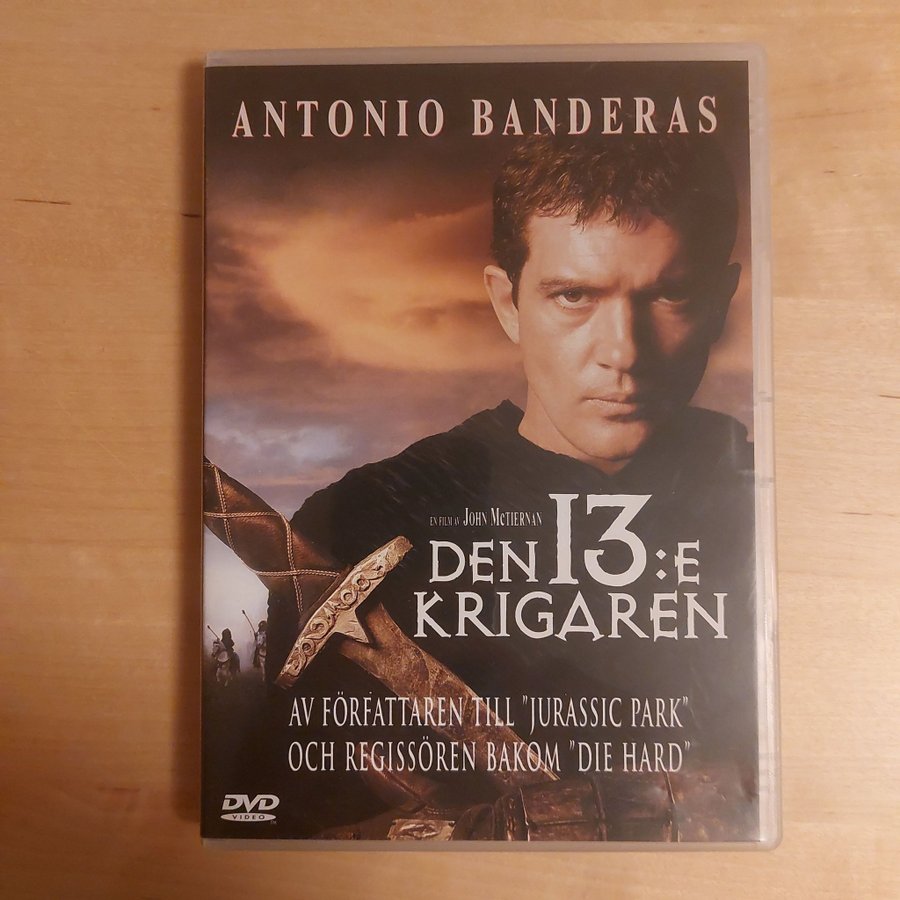 ANTONIO BANDERAS
EN FILM AV JOHN McTIERNAN
DEN 13:E
KRIGAREN
AV FÖRFATTAREN TILL "JURASSIC PARK"
OCH REGISSÖREN BAKOM "DIE HARD"
DVD
VIDEO